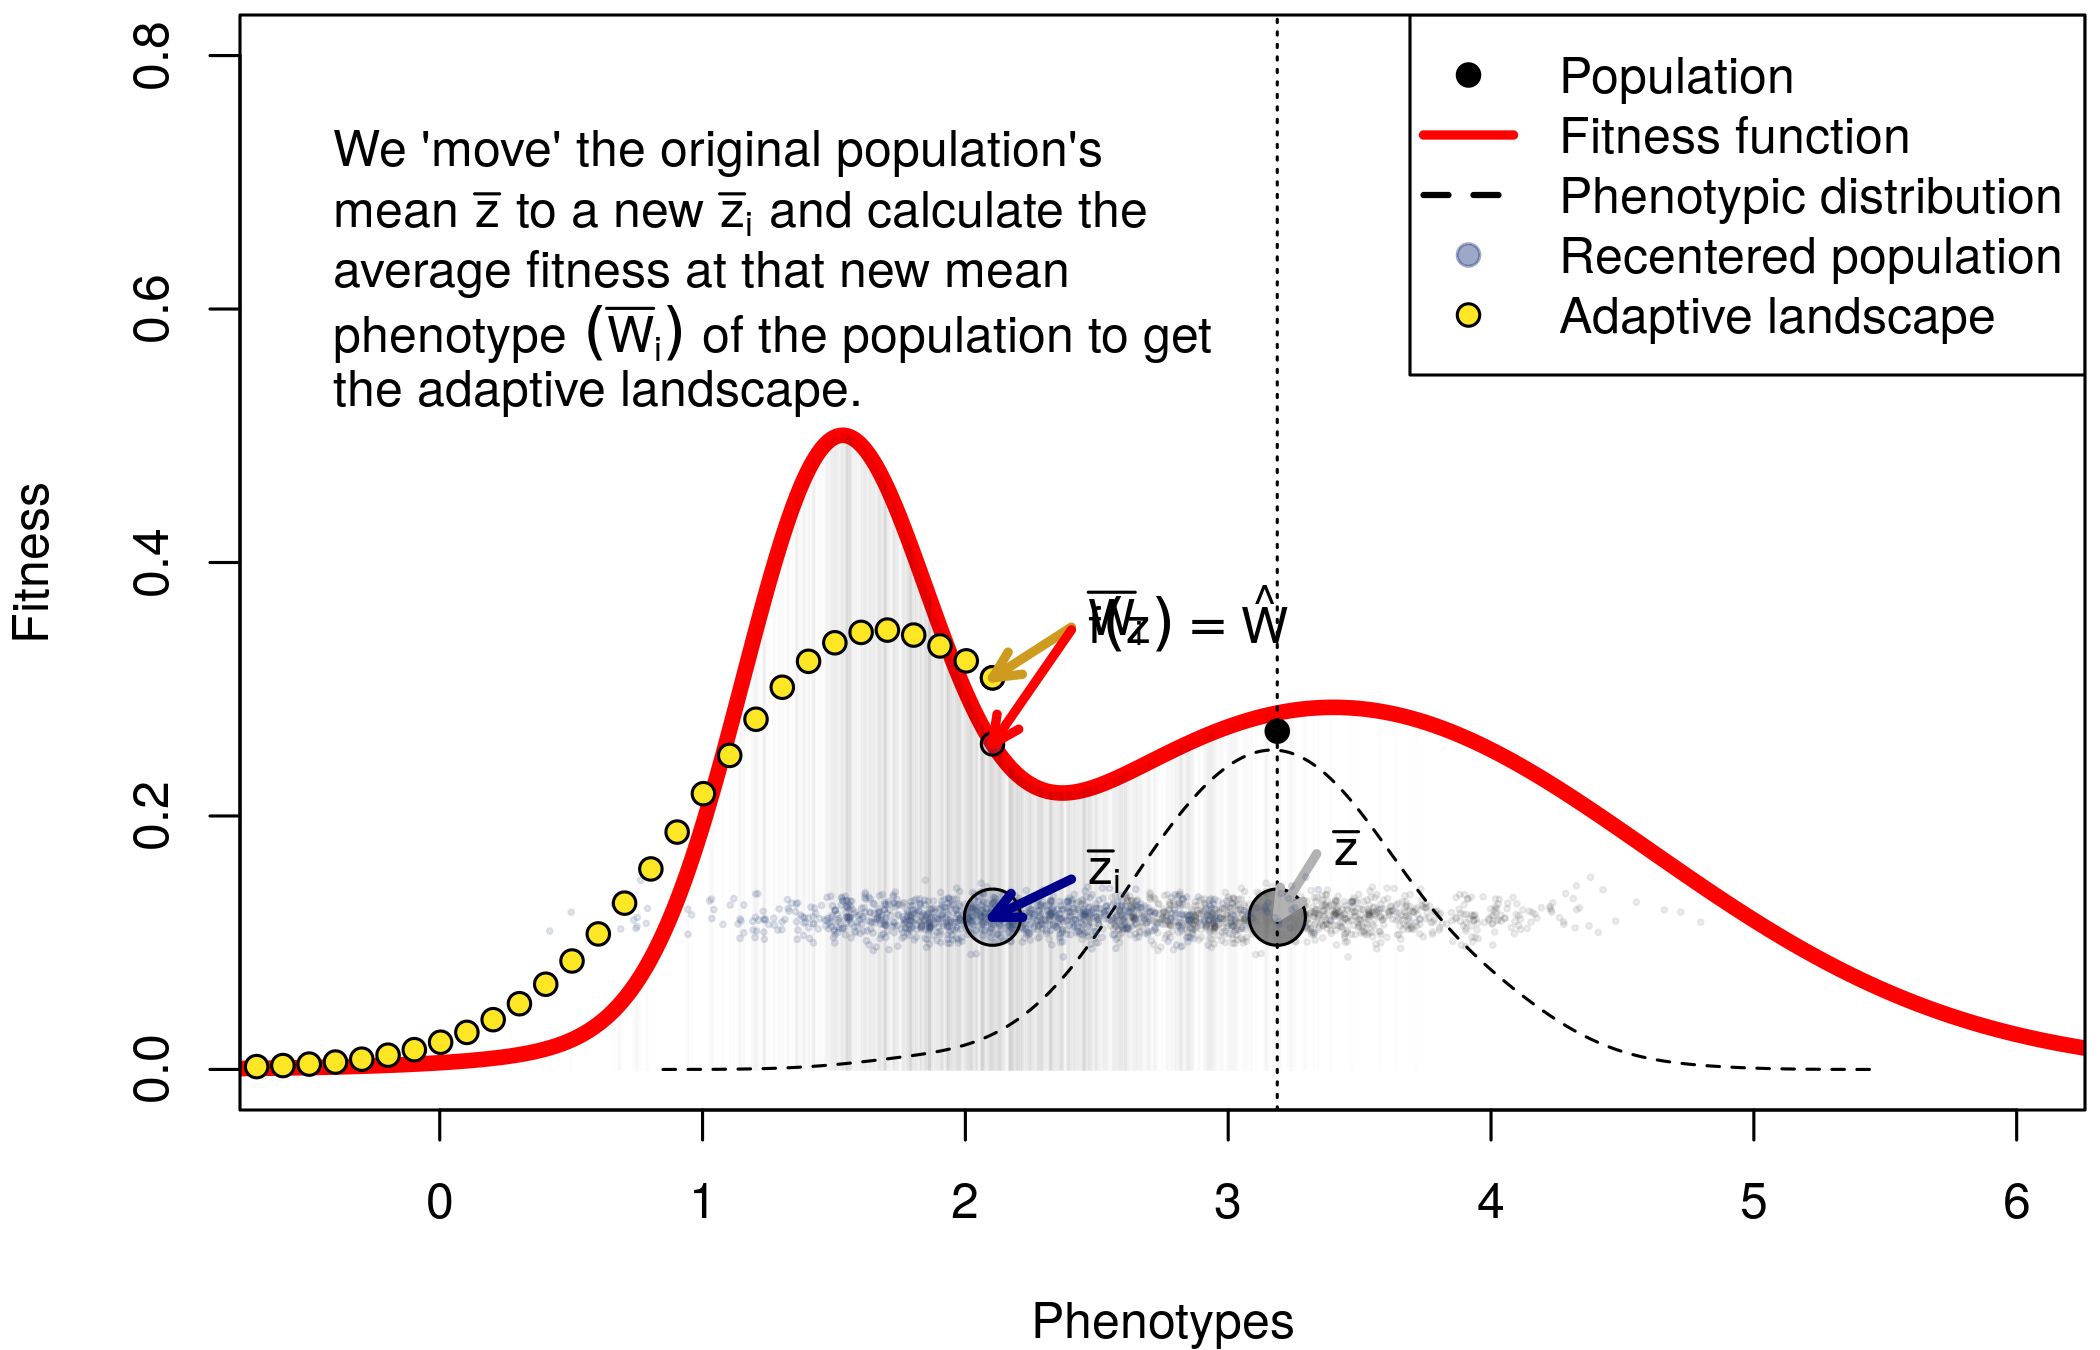 0.8
0.6
0.4
0.2
0.0
Fitness
We 'move' the original population's
mean z̅ to a new z̅ᵢ and calculate the
average fitness at that new mean
phenotype (W̅ᵢ) of the population to get
the adaptive landscape.
Population
Fitness function
Phenotypic distribution
Recentered population
Adaptive landscape
= Ŵ
z̅
z̅ᵢ
0 1 2 3 4 5 6
Phenotypes